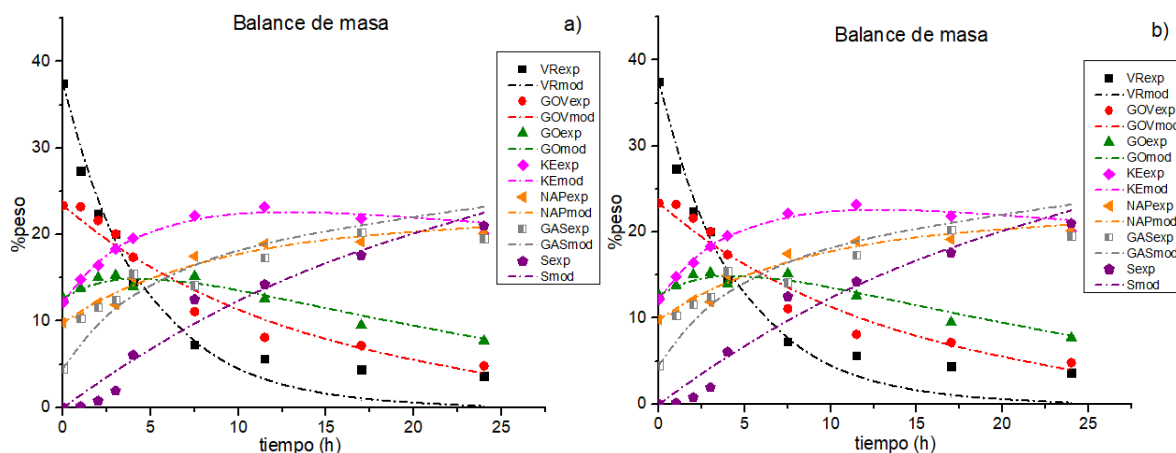 Balance de masa
a)
%peso
40
30
20
10
0
0 5 10 15 20 25
tiempo (h)
VRexp
VRmod
GOVexp
GOVmod
GOexp
GOmod
KEexp
KEmod
NAPexp
NAPmod
GASexp
GASmod
Sexp
Smod
Balance de masa
b)
%peso
40
30
20
10
0
0 5 10 15 20 25
tiempo (h)
VRexp
VRmod
GOVexp
GOVmod
GOexp
GOmod
KEexp
KEmod
NAPexp
NAPmod
GASexp
GASmod
Sexp
Smod